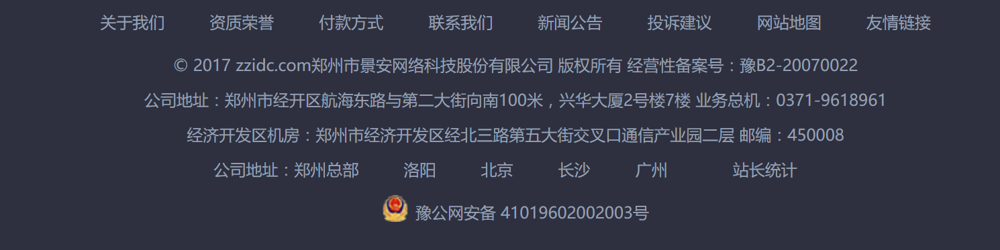 关于我们 资质荣誉 付款方式 联系我们 新闻公告 投诉建议 网站地图 友情链接
© 2017 zzidc.com郑州市景安网络科技股份有限公司 版权所有 经营性备案号：豫B2-20070022
公司地址：郑州市经开区航海东路与第二大街向南100米，兴华大厦2号楼7楼 业务总机：0371-9618961
经济开发区机房：郑州市经济开发区经北三路第五大街交叉口通信产业园二层 邮编：450008
公司地址：郑州总部 洛阳 北京 长沙 广州 站长统计
豫公网安备 41019602002003号